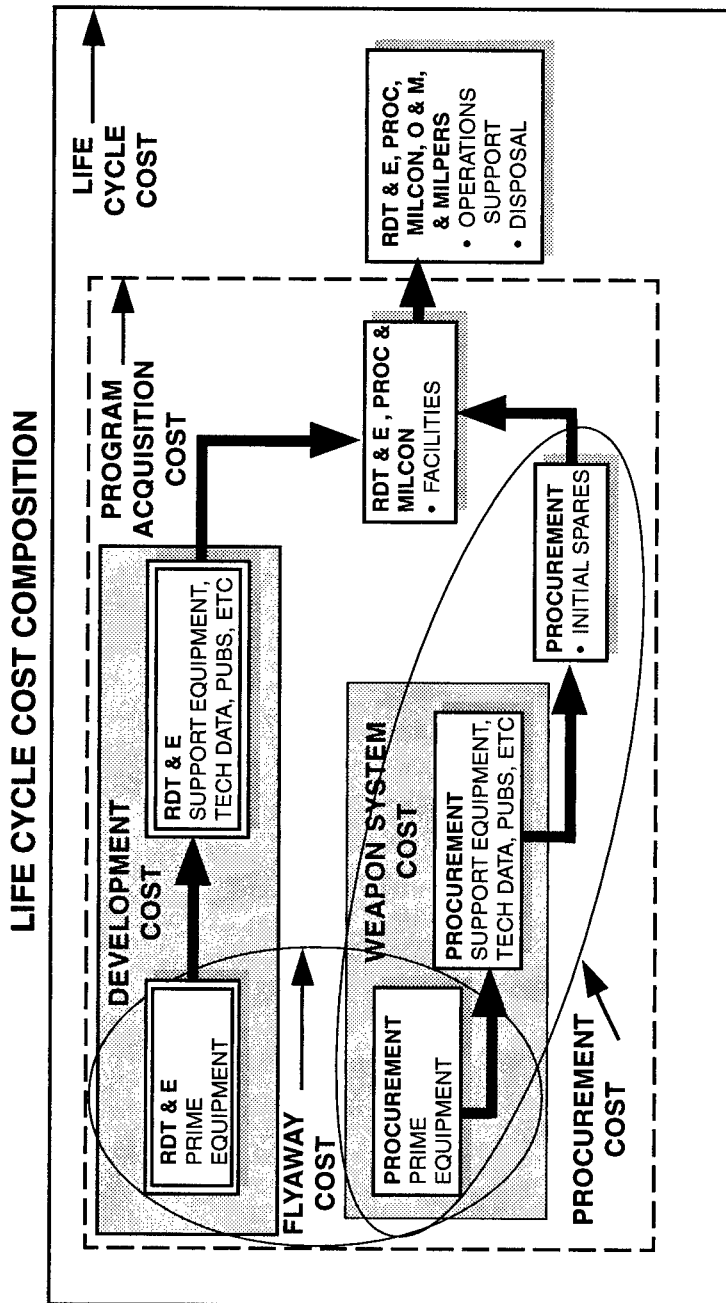 LIFE CYCLE COST COMPOSITION
LIFE
CYCLE
COST
PROGRAM
ACQUISITION
COST
DEVELOPMENT
COST
RDT & E
PRIME
EQUIPMENT
RDT & E
SUPPORT EQUIPMENT,
TECH DATA, PUBS, ETC
FLYAWAY
COST
RDT & E , PROC &
MILCON
• FACILITIES
RDT & E, PROC,
MILCON, O & M,
& MILPERS
• OPERATIONS
SUPPORT
• DISPOSAL
WEAPON SYSTEM
COST
PROCUREMENT
PRIME
EQUIPMENT
PROCUREMENT
SUPPORT EQUIPMENT,
TECH DATA, PUBS, ETC
PROCUREMENT
• INITIAL SPARES
PROCUREMENT
COST